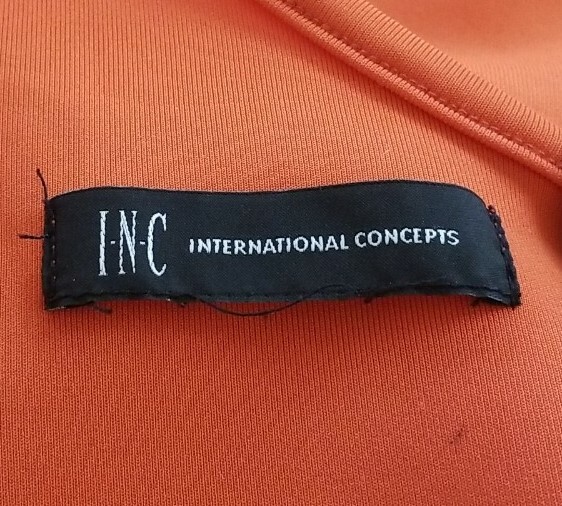 I·N·C INTERNATIONAL CONCEPTS